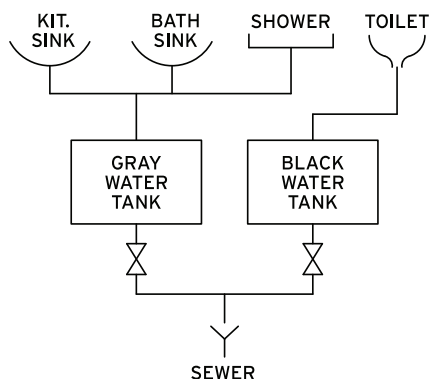 KIT.
SINK
BATH
SINK
SHOWER
TOILET
GRAY
WATER
TANK
BLACK
WATER
TANK
SEWER